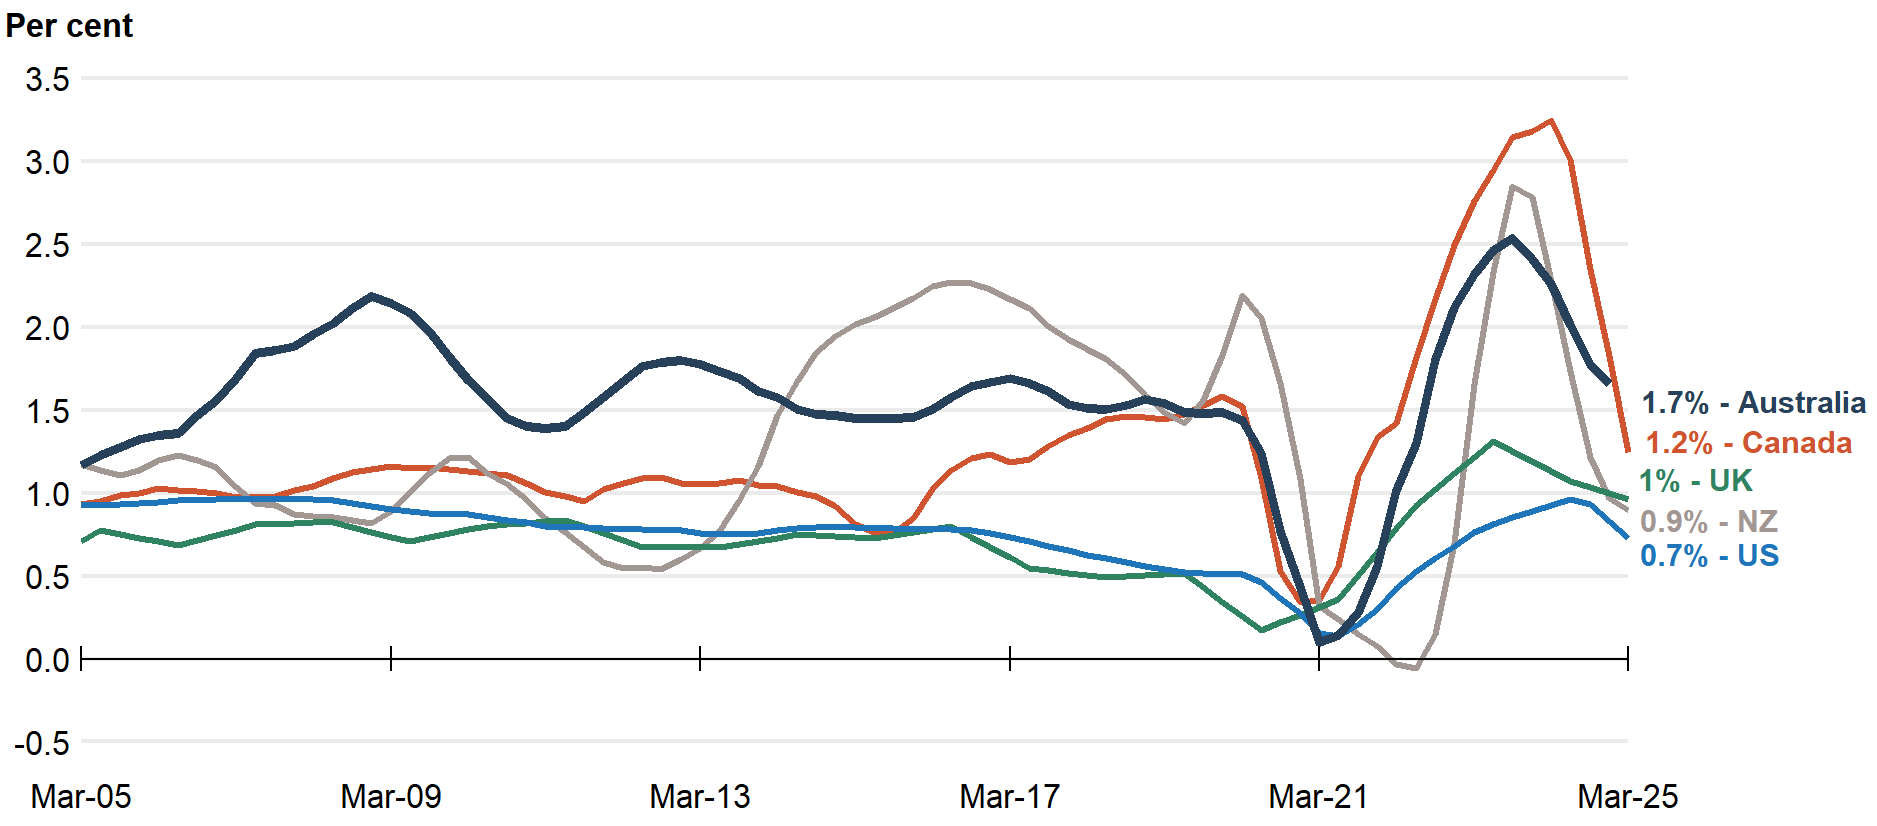 Per cent
3.5
3.0
2.5
2.0
1.5
1.0
0.5
0.0
-0.5
Mar-05 Mar-09 Mar-13 Mar-17 Mar-21 Mar-25
1.7% - Australia
1.2% - Canada
1% - UK
0.9% - NZ
0.7% - US